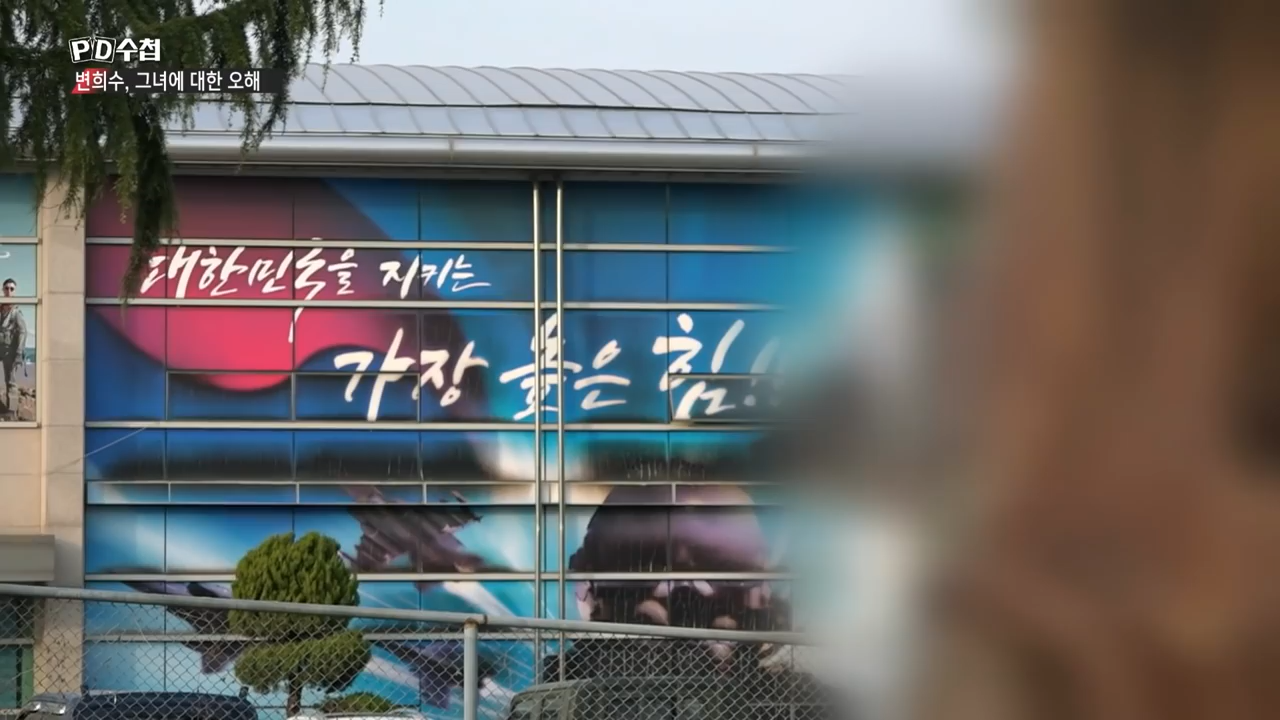 PD수첩
변희수, 그녀에 대한 오해
대한민국을 지키는
가장 높은 힘